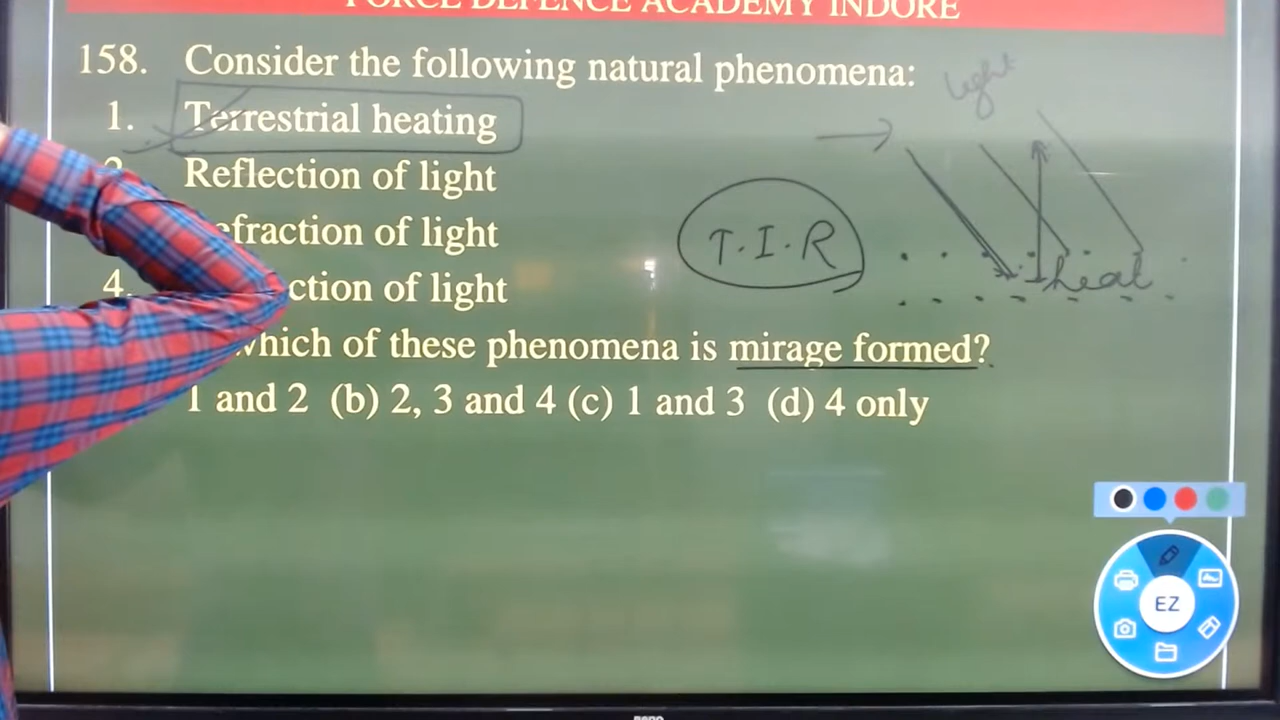 FORCE DEFENCE ACADEMY INDORE
158. Consider the following natural phenomena:
light
1. Terrestrial heating
Reflection of light
efraction of light
T.I.R
heat
4. ction of light
which of these phenomena is mirage formed?
1 and 2 (b) 2, 3 and 4 (c) 1 and 3 (d) 4 only
EZ